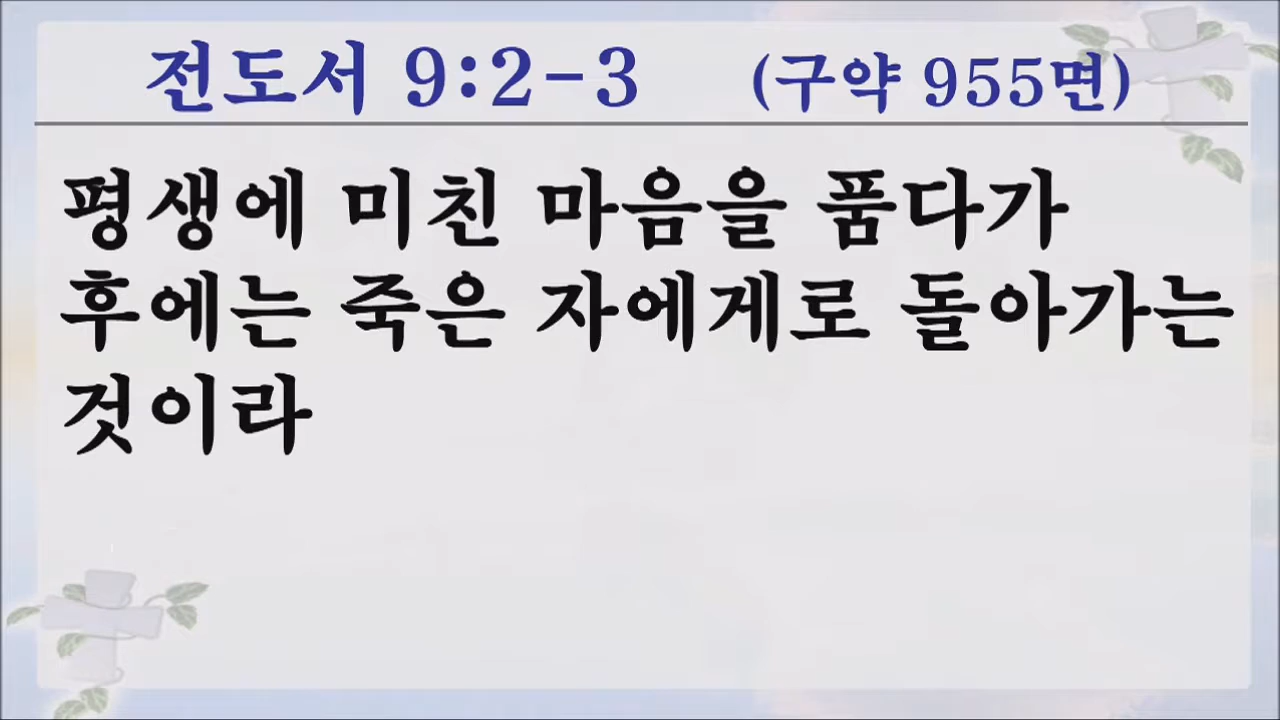 전도서 9:2-3 (구약 955면)
평생에 미친 마음을 품다가
후에는 죽은 자에게로 돌아가는
것이라